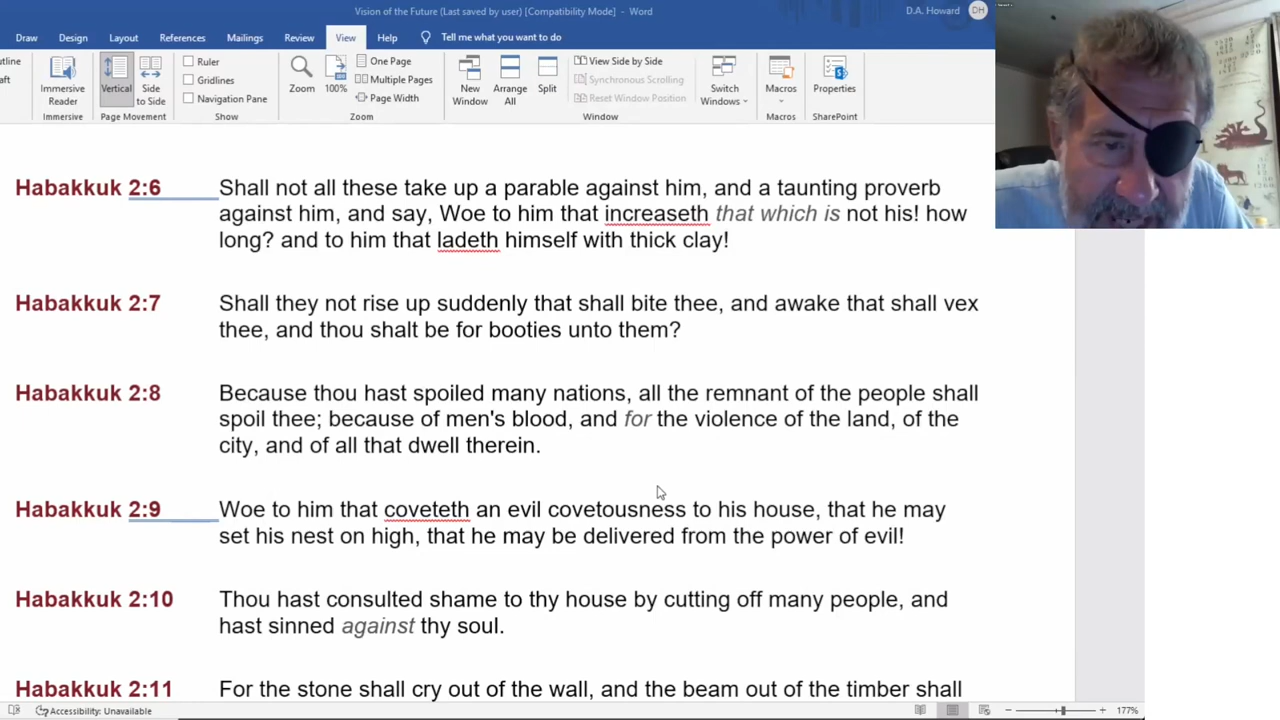 Vision of the Future (Last saved by user) [Compatibility Mode] - Word
D.A. Howard DH
Draw Design Layout References Mailings Review View Help Tell me what you want to do
Immersive Reader
Immersive
Vertical
Side to Side
Page Movement
Ruler
Gridlines
Navigation Pane
Show
Zoom
100%
One Page
Multiple Pages
Page Width
Zoom
New Window
Arrange All
Split
View Side by Side
Synchronous Scrolling
Reset Window Position
Window
Switch Windows
Macros
Macros
Properties
SharePoint
Habakkuk 2:6 Shall not all these take up a parable against him, and a taunting proverb
against him, and say, Woe to him that increaseth that which is not his! how
long? and to him that ladeth himself with thick clay!
Habakkuk 2:7 Shall they not rise up suddenly that shall bite thee, and awake that shall vex
thee, and thou shalt be for booties unto them?
Habakkuk 2:8 Because thou hast spoiled many nations, all the remnant of the people shall
spoil thee; because of men's blood, and for the violence of the land, of the
city, and of all that dwell therein.
Habakkuk 2:9 Woe to him that coveteth an evil covetousness to his house, that he may
set his nest on high, that he may be delivered from the power of evil!
Habakkuk 2:10 Thou hast consulted shame to thy house by cutting off many people, and
hast sinned against thy soul.
Habakkuk 2:11 For the stone shall cry out of the wall, and the beam out of the timber shall
Accessibility: Unavailable
177%